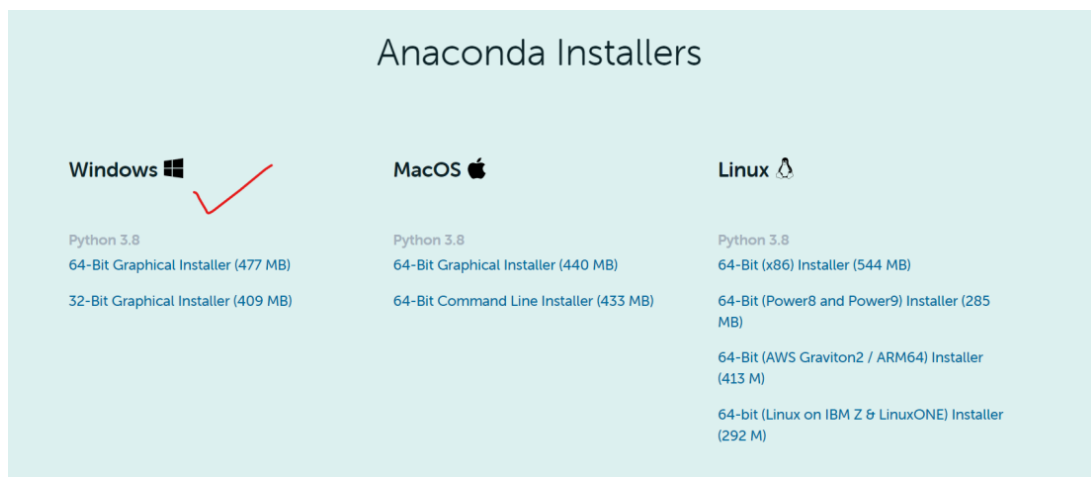 Anaconda Installers
Windows
Python 3.8
64-Bit Graphical Installer (477 MB)
32-Bit Graphical Installer (409 MB)
MacOS
Python 3.8
64-Bit Graphical Installer (440 MB)
64-Bit Command Line Installer (433 MB)
Linux
Python 3.8
64-Bit (x86) Installer (544 MB)
64-Bit (Power8 and Power9) Installer (285
MB)
64-Bit (AWS Graviton2 / ARM64) Installer
(413 M)
64-bit (Linux on IBM Z & LinuxONE) Installer
(292 M)